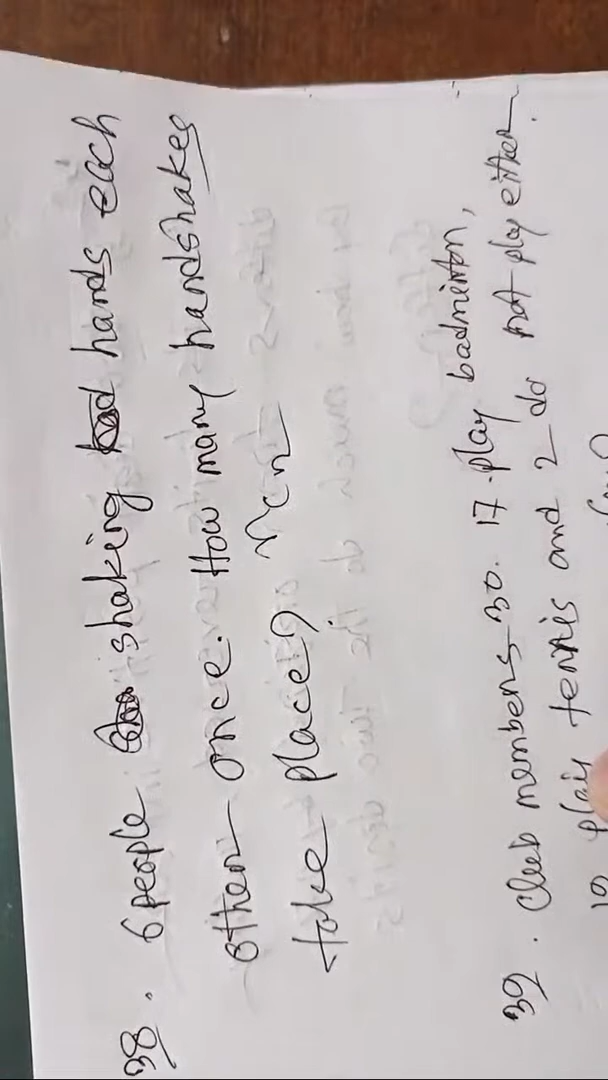 38. 6 people shaking hands each
other once. How many handshakes
take place?
39. Club members 30. 17 play badminton,
19 play tennis and 2 do not play either.